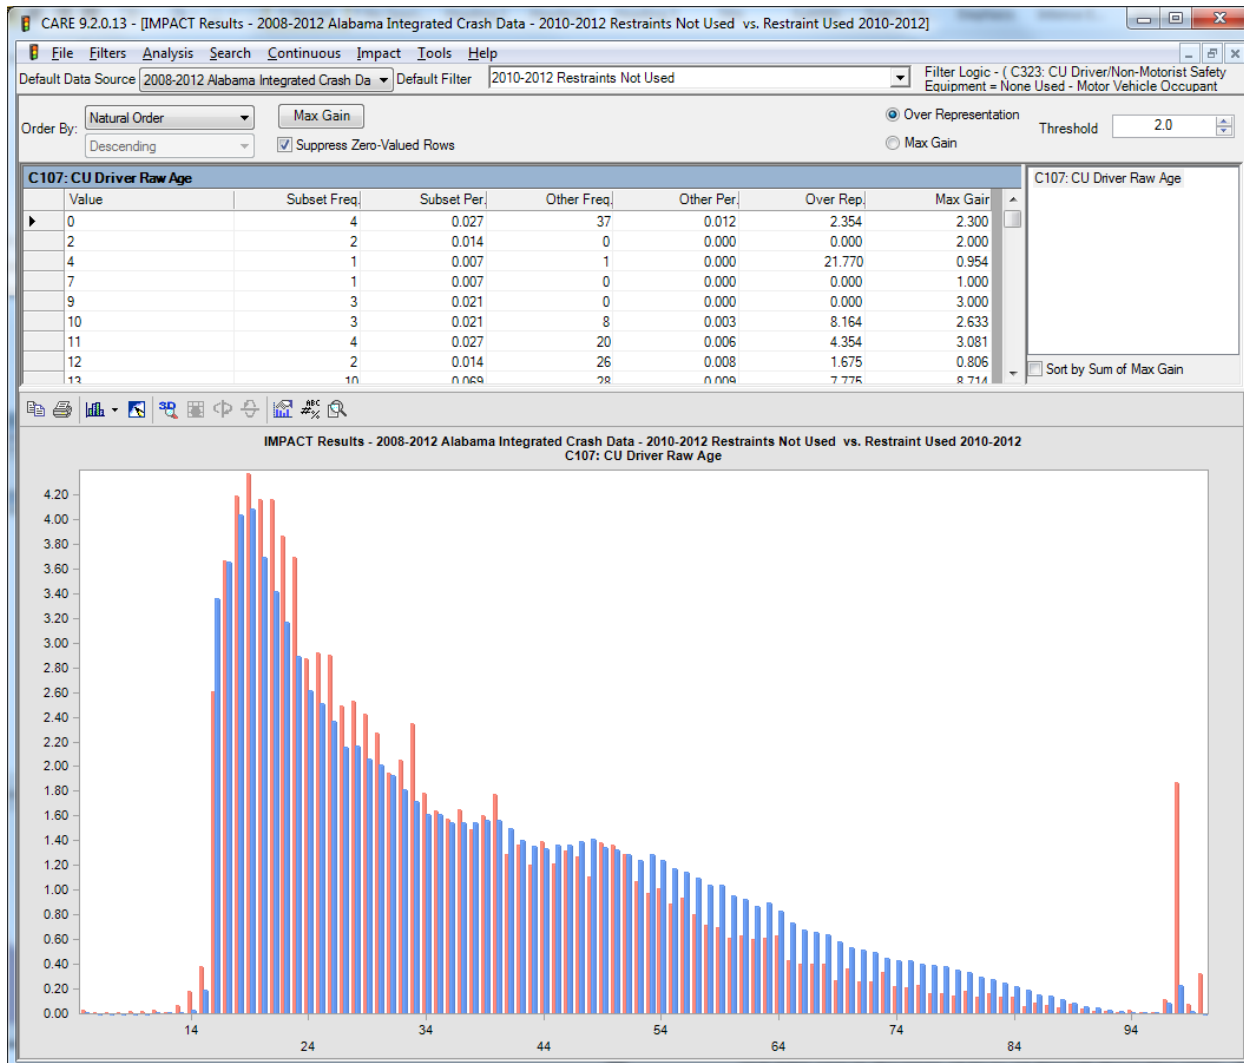 CARE 9.2.0.13 - [IMPACT Results - 2008-2012 Alabama Integrated Crash Data - 2010-2012 Restraints Not Used vs. Restraint Used 2010-2012]
File Filters Analysis Search Continuous Impact Tools Help
Default Data Source 2008-2012 Alabama Integrated Crash Da Default Filter 2010-2012 Restraints Not Used Filter Logic - ( C323: CU Driver/Non-Motorist Safety
Equipment = None Used - Motor Vehicle Occupant
Order By: Natural Order Max Gain Over Representation Threshold 2.0
Descending Suppress Zero-Valued Rows Max Gain
C107: CU Driver Raw Age C107: CU Driver Raw Age
Value Subset Freq. Subset Per. Other Freq. Other Per. Over Rep. Max Gain
0 4 0.027 37 0.012 2.354 2.300
2 2 0.014 0 0.000 0.000 2.000
4 1 0.007 1 0.000 21.770 0.954
7 1 0.007 0 0.000 0.000 1.000
9 3 0.021 0 0.000 0.000 3.000
10 3 0.021 8 0.003 8.164 2.633
11 4 0.027 20 0.006 4.354 3.081
12 2 0.014 26 0.008 1.675 0.806
13 10 0.069 28 0.009 7.775 8.714
Sort by Sum of Max Gain
3D ABC #%
IMPACT Results - 2008-2012 Alabama Integrated Crash Data - 2010-2012 Restraints Not Used vs. Restraint Used 2010-2012
C107: CU Driver Raw Age
4.20
4.00
3.80
3.60
3.40
3.20
3.00
2.80
2.60
2.40
2.20
2.00
1.80
1.60
1.40
1.20
1.00
0.80
0.60
0.40
0.20
0.00
14 34 54 74 94
24 44 64 84